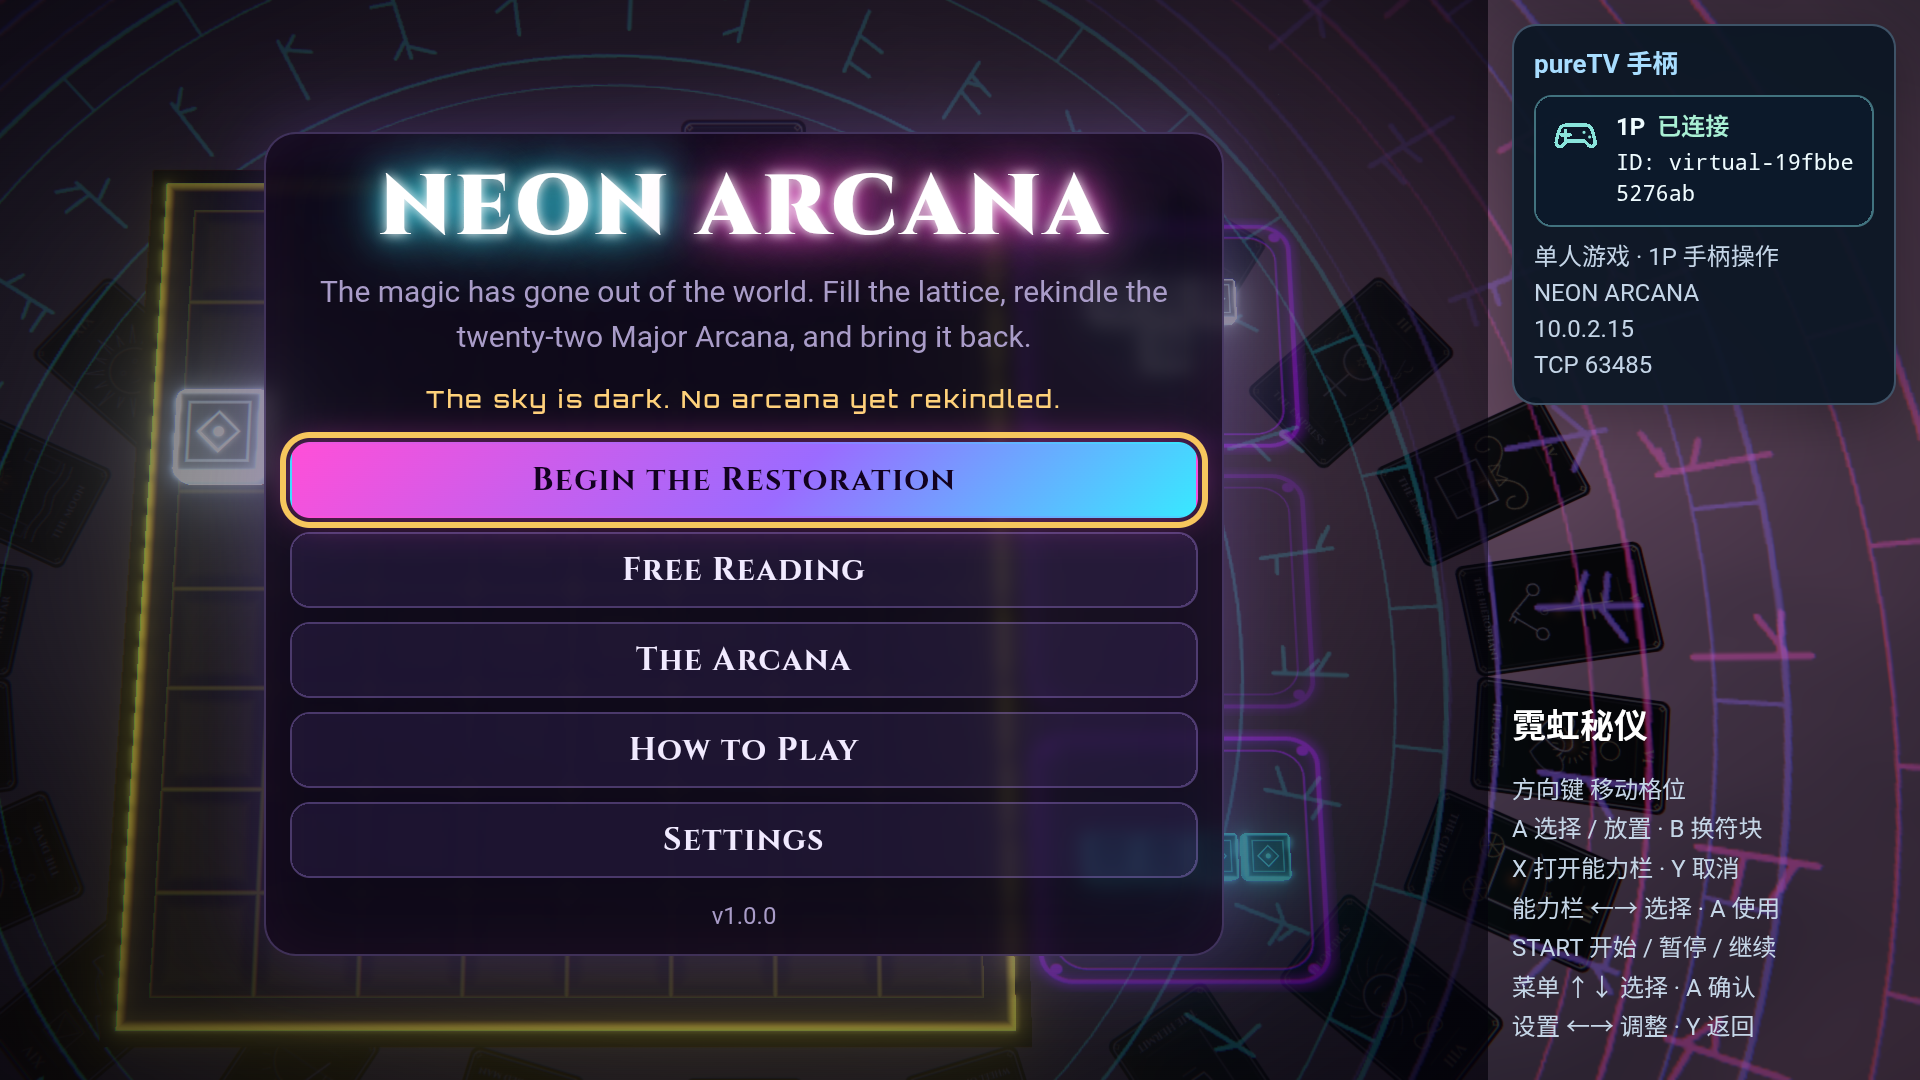 NEON ARCANA
The magic has gone out of the world. Fill the lattice, rekindle the
twenty-two Major Arcana, and bring it back.
The sky is dark. No arcana yet rekindled.
BEGIN THE RESTORATION
FREE READING
THE ARCANA
HOW TO PLAY
SETTINGS
v1.0.0
pureTV 手柄
1P 已连接
ID: virtual-19fbbe
5276ab
单人游戏 · 1P 手柄操作
NEON ARCANA
10.0.2.15
TCP 63485
霓虹秘仪
方向键 移动格位
A 选择 / 放置 · B 换符块
X 打开能力栏 · Y 取消
能力栏 ←→ 选择 · A 使用
START 开始 / 暂停 / 继续
菜单 ↑↓ 选择 · A 确认
设置 ←→ 调整 · Y 返回